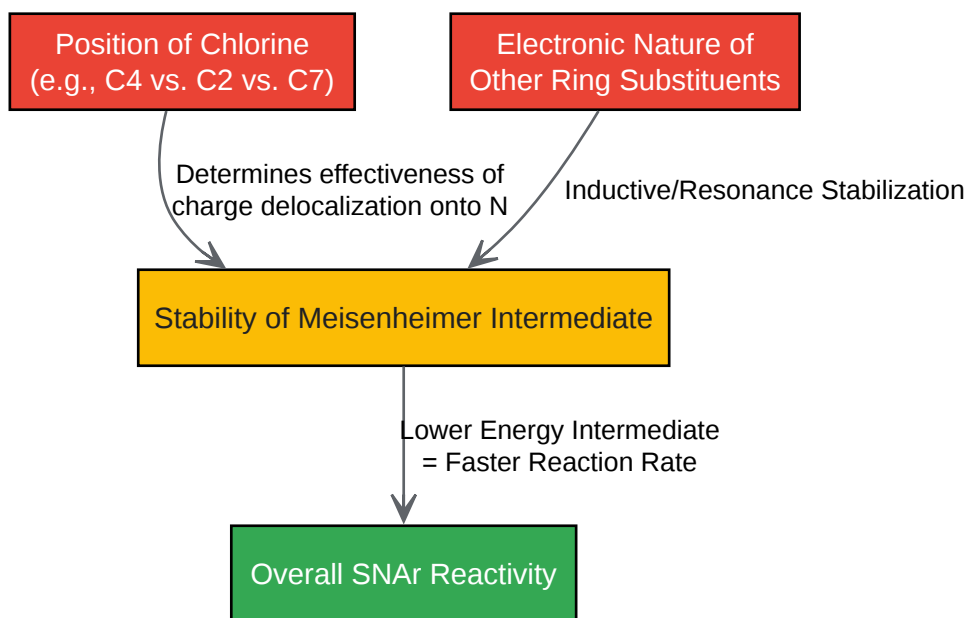 Position of Chlorine
(e.g., C4 vs. C2 vs. C7)
Electronic Nature of
Other Ring Substituents
Determines effectiveness of
charge delocalization onto N
Inductive/Resonance Stabilization
Stability of Meisenheimer Intermediate
Lower Energy Intermediate
= Faster Reaction Rate
Overall SNAr Reactivity